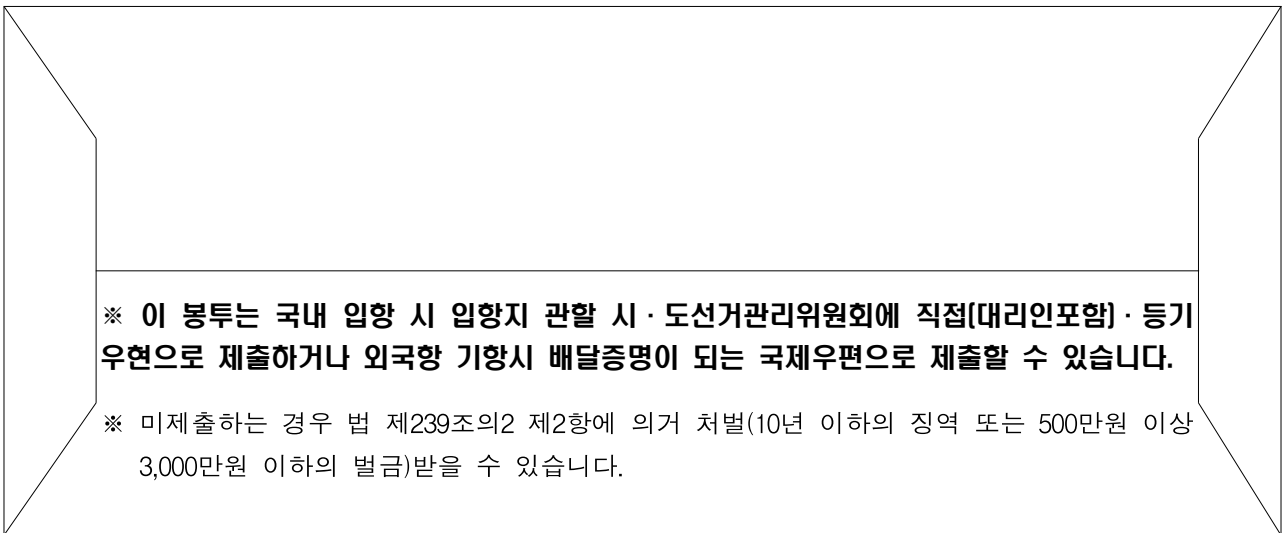 ※ 이 봉투는 국내 입항 시 입항지 관할 시 · 도선거관리위원회에 직접(대리인포함) · 등기
우현으로 제출하거나 외국항 기항시 배달증명이 되는 국제우편으로 제출할 수 있습니다.
※ 미제출하는 경우 법 제239조의2 제2항에 의거 처벌(10년 이하의 징역 또는 500만원 이상
3,000만원 이하의 벌금)받을 수 있습니다.